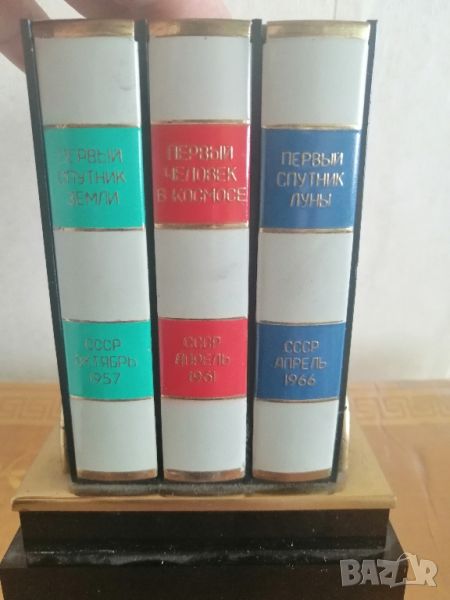 ПЕРВЫЙ
СПУТНИК
ЗЕМЛИ
СССР
ОКТЯБРЬ
1957
ПЕРВЫЙ
ЧЕЛОВЕК
В КОСМОСЕ
СССР
АПРЕЛЬ
1961
ПЕРВЫЙ
СПУТНИК
ЛУНЫ
СССР
АПРЕЛЬ
1966
BAZAR